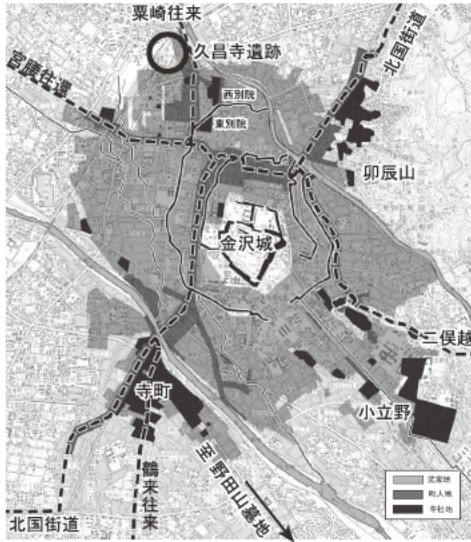 粟崎往来
久昌寺遺跡
北国街道
宮腰往還
西別院
東別院
卯辰山
金沢城
二俣越
寺町
小立野
鶴来往来
至 野田山墓地
北国街道
武家地
町人地
寺社地